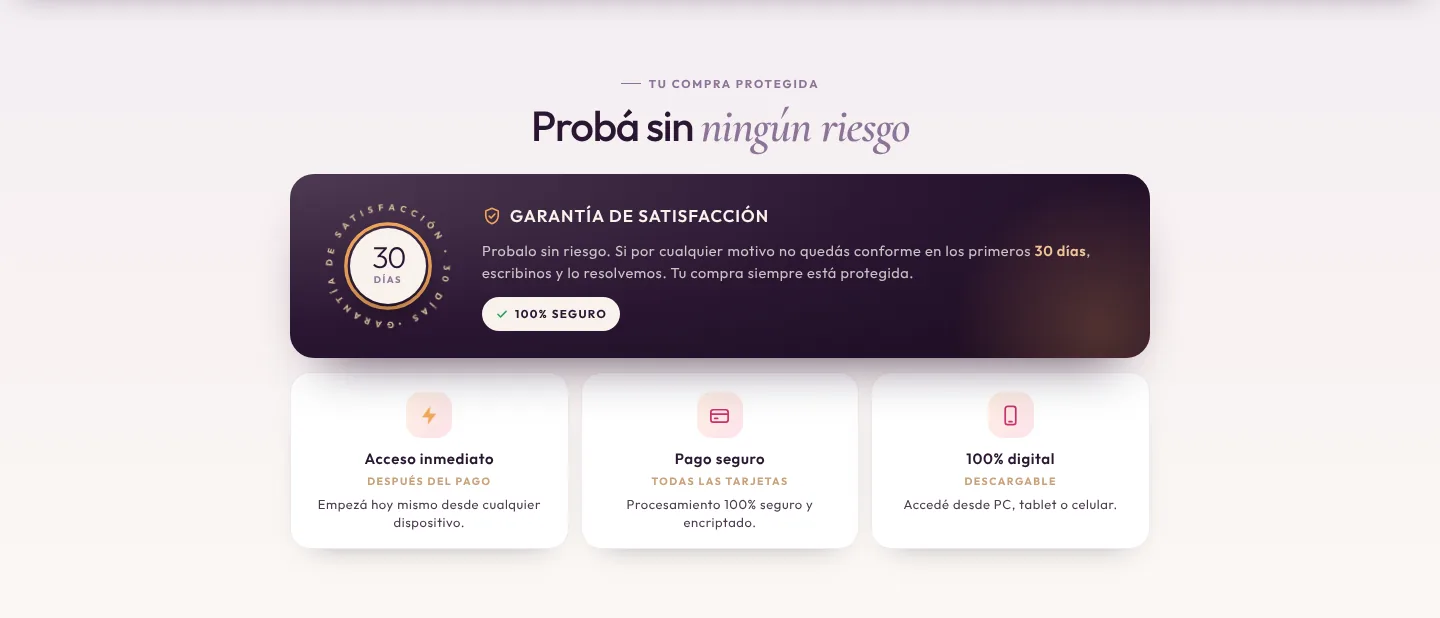 TU COMPRA PROTEGIDA
Probá sin ningún riesgo
GARANTÍA DE SATISFACCIÓN · 30 DÍAS ·
30
DÍAS
GARANTÍA DE SATISFACCIÓN
Probalo sin riesgo. Si por cualquier motivo no quedás conforme en los primeros 30 días,
escribinos y lo resolvemos. Tu compra siempre está protegida.
100% SEGURO
Acceso inmediato
DESPUÉS DEL PAGO
Empezá hoy mismo desde cualquier
dispositivo.
Pago seguro
TODAS LAS TARJETAS
Procesamiento 100% seguro y
encriptado.
100% digital
DESCARGABLE
Accedé desde PC, tablet o celular.